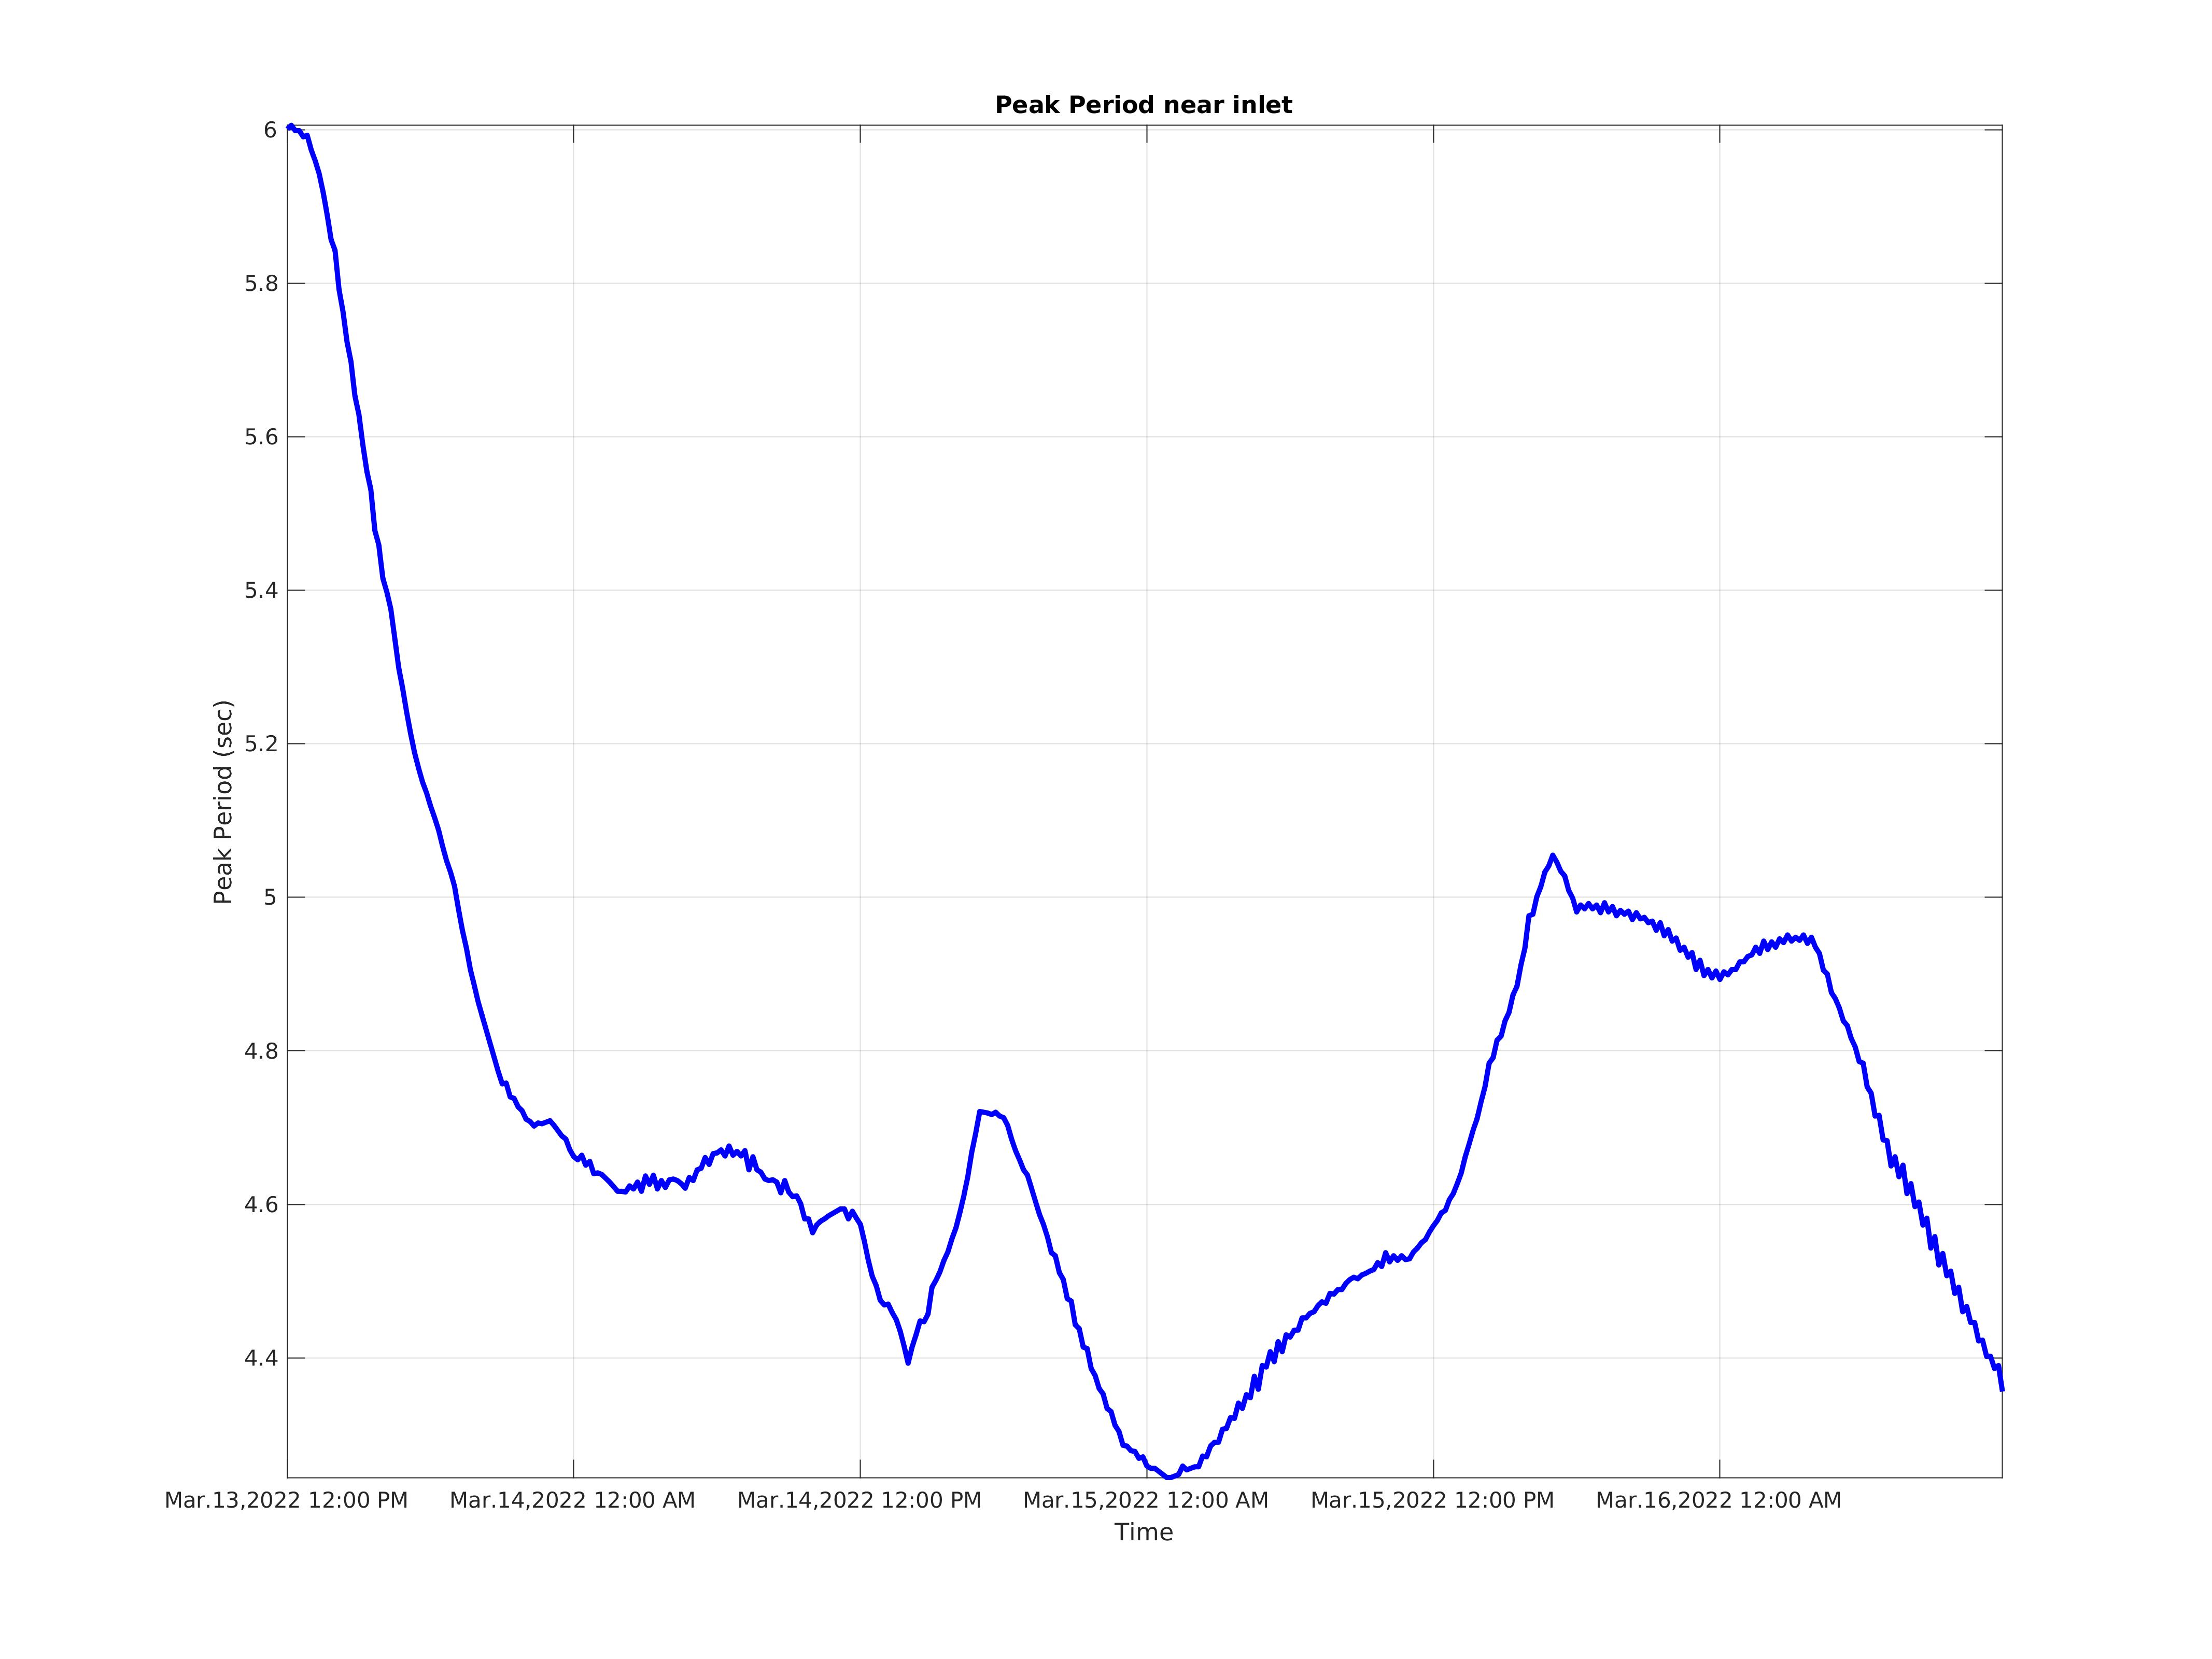 Peak Period near inlet
6
5.8
5.6
5.4
5.2
5
4.8
4.6
4.4
Peak Period (sec)
Mar.13,2022 12:00 PM
Mar.14,2022 12:00 AM
Mar.14,2022 12:00 PM
Mar.15,2022 12:00 AM
Mar.15,2022 12:00 PM
Mar.16,2022 12:00 AM
Time